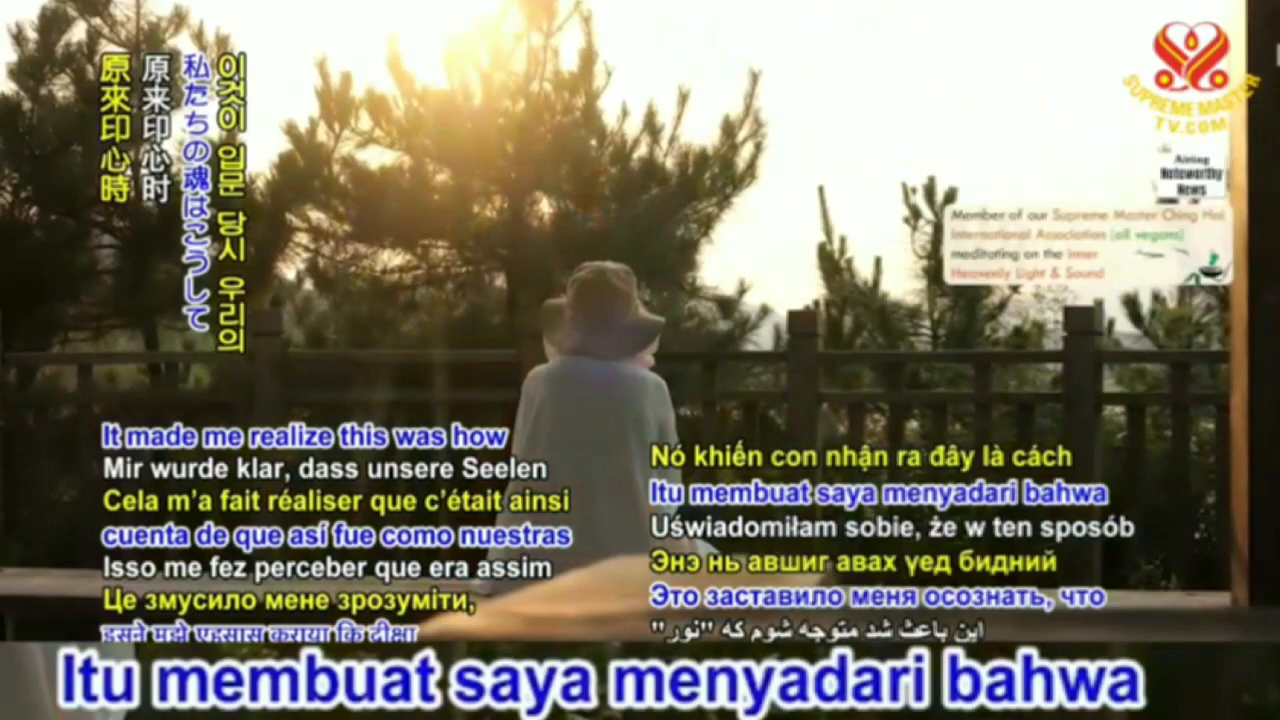 原來印心時
原来印心时
私たちの魂はこうして
이것이 입문 당시 우리의
SUPREME MASTER
TV.COM
Airing
Noteworthy
News
Member of our Supreme Master Ching Hai
International Association (all vegans)
meditating on the inner
Heavenly Light & Sound
It made me realize this was how
Mir wurde klar, dass unsere Seelen
Cela m'a fait réaliser que c'était ainsi
cuenta de que así fue como nuestras
Isso me fez perceber que era assim
Це змусило мене зрозуміти,
इसने मुझे एहसास कराया कि दीक्षा
Nó khiến con nhận ra đây là cách
Itu membuat saya menyadari bahwa
Uświadomiłam sobie, że w ten sposób
Энэ нь авшиг авах үед бидний
Это заставило меня осознать, что
این باعث شد متوجه شوم که "نور"
Itu membuat saya menyadari bahwa